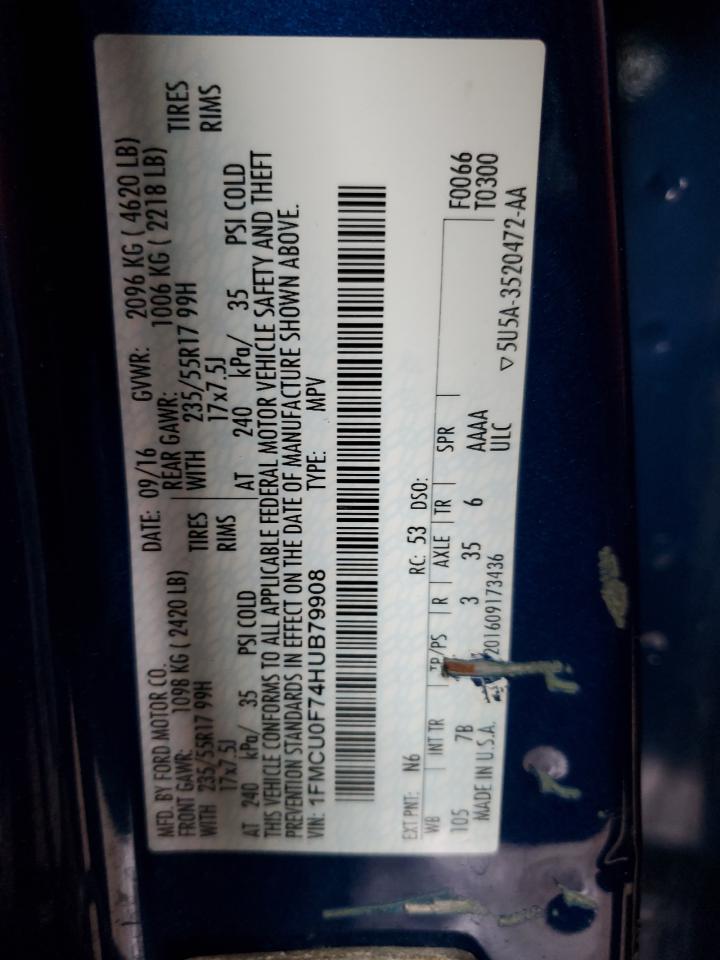 MFD. BY FORD MOTOR CO.
DATE: 09/16 GVWR: 2096 KG ( 4620 LB)
FRONT GAWR: 1098 KG ( 2420 LB)
REAR GAWR: 1006 KG ( 2218 LB)
WITH 235/55R17 99H TIRES
WITH 235/55R17 99H TIRES
17x7.5J RIMS
17x7.5J RIMS
AT 240 kPa/ 35 PSI COLD
AT 240 kPa/ 35 PSI COLD
THIS VEHICLE CONFORMS TO ALL APPLICABLE FEDERAL MOTOR VEHICLE SAFETY AND THEFT
PREVENTION STANDARDS IN EFFECT ON THE DATE OF MANUFACTURE SHOWN ABOVE.
VIN: 1FMCU0F74HUB79908 TYPE: MPV
EXT PNT: N6 RC: 53 DSO:
WB INT TR TP/PS R AXLE TR SPR F0066
T0300
105 7B 3 35 6 AAAA
MADE IN U.S.A. 201609173436 ULC
▽ 5U5A-3520472-AA